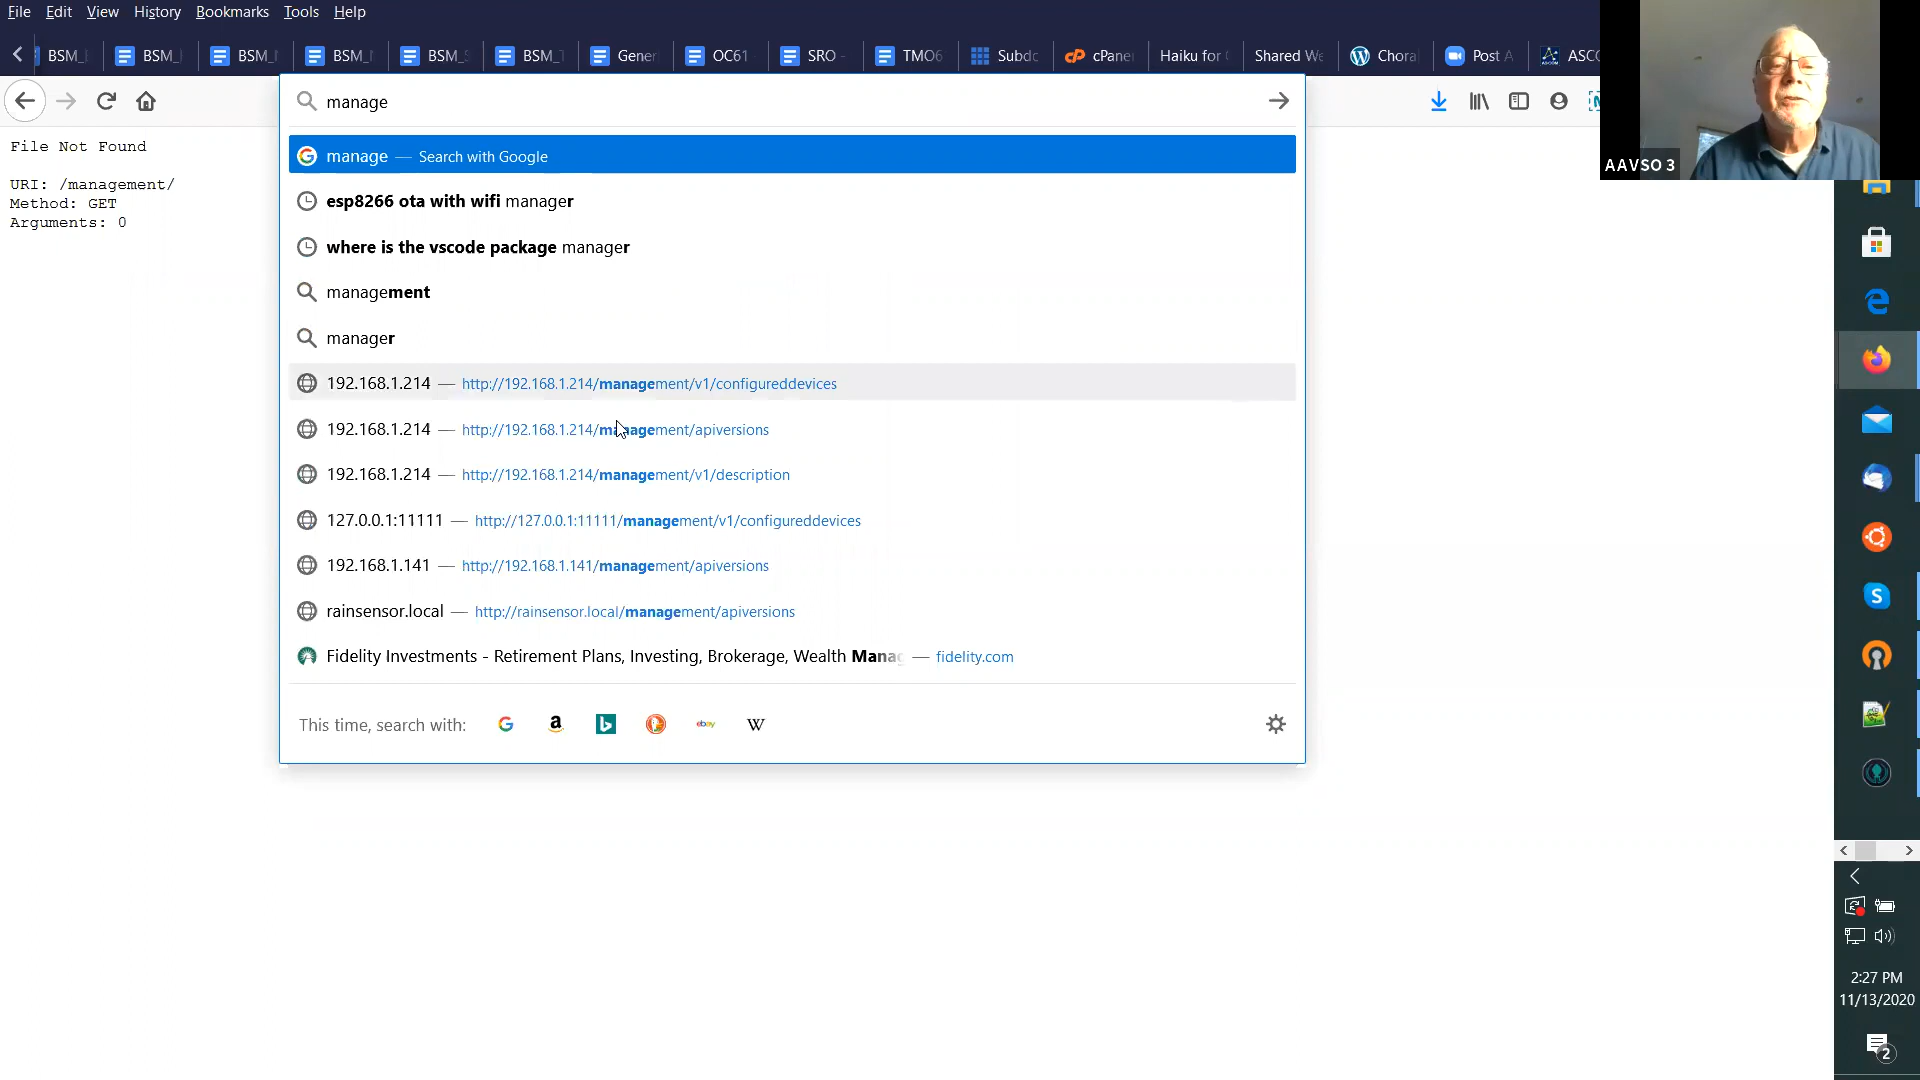 File Edit View History Bookmarks Tools Help
BSM_ BSM_ BSM_ BSM_ BSM_S BSM_T Gener OC61 SRO - TMO6 Subdo cPane Haiku for Shared We Chora Post A ASCO
manage
manage — Search with Google
esp8266 ota with wifi manager
where is the vscode package manager
management
manager
192.168.1.214 — http://192.168.1.214/management/v1/configureddevices
192.168.1.214 — http://192.168.1.214/management/apiversions
192.168.1.214 — http://192.168.1.214/management/v1/description
127.0.0.1:11111 — http://127.0.0.1:11111/management/v1/configureddevices
192.168.1.141 — http://192.168.1.141/management/apiversions
rainsensor.local — http://rainsensor.local/management/apiversions
Fidelity Investments - Retirement Plans, Investing, Brokerage, Wealth Manag — fidelity.com
This time, search with:
File Not Found
URI: /management/
Method: GET
Arguments: 0
AAVSO 3
2:27 PM
11/13/2020
2